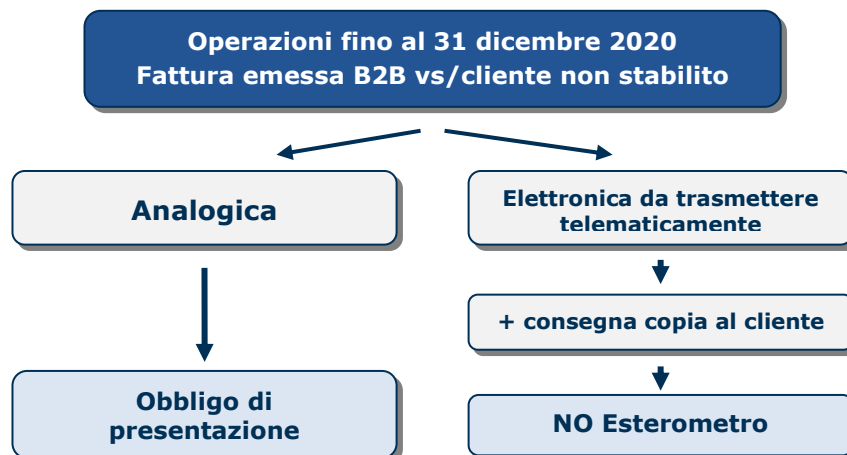 Operazioni fino al 31 dicembre 2020
Fattura emessa B2B vs/cliente non stabilito
Analogica
Elettronica da trasmettere
telematicamente
+ consegna copia al cliente
Obbligo di
presentazione
NO Esterometro